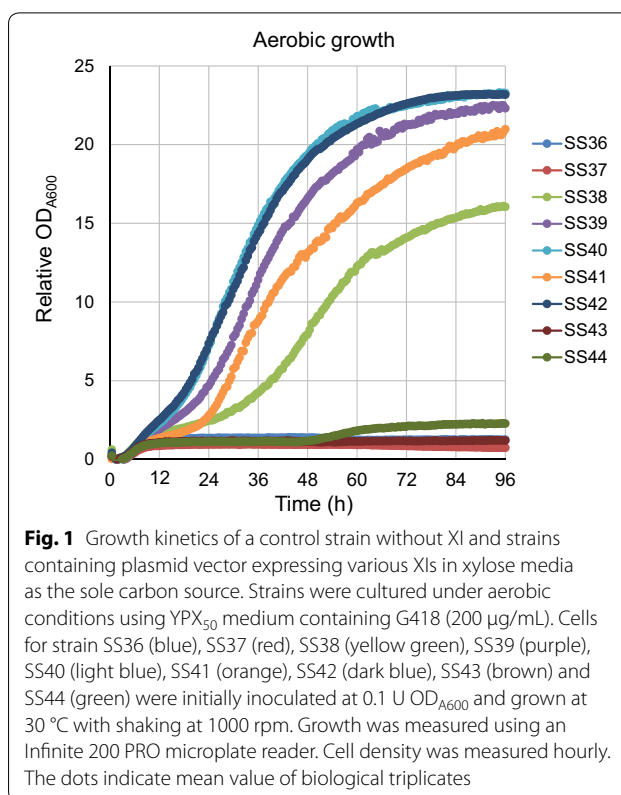 Aerobic growth
25
20
15
10
5
0
Relative OD_A600
0 12 24 36 48 60 72 84 96
Time (h)
SS36
SS37
SS38
SS39
SS40
SS41
SS42
SS43
SS44
Fig. 1 Growth kinetics of a control strain without XI and strains
containing plasmid vector expressing various XIs in xylose media
as the sole carbon source. Strains were cultured under aerobic
conditions using YPX50 medium containing G418 (200 µg/mL). Cells
for strain SS36 (blue), SS37 (red), SS38 (yellow green), SS39 (purple),
SS40 (light blue), SS41 (orange), SS42 (dark blue), SS43 (brown) and
SS44 (green) were initially inoculated at 0.1 U OD_A600 and grown at
30 °C with shaking at 1000 rpm. Growth was measured using an
Infinite 200 PRO microplate reader. Cell density was measured hourly.
The dots indicate mean value of biological triplicates